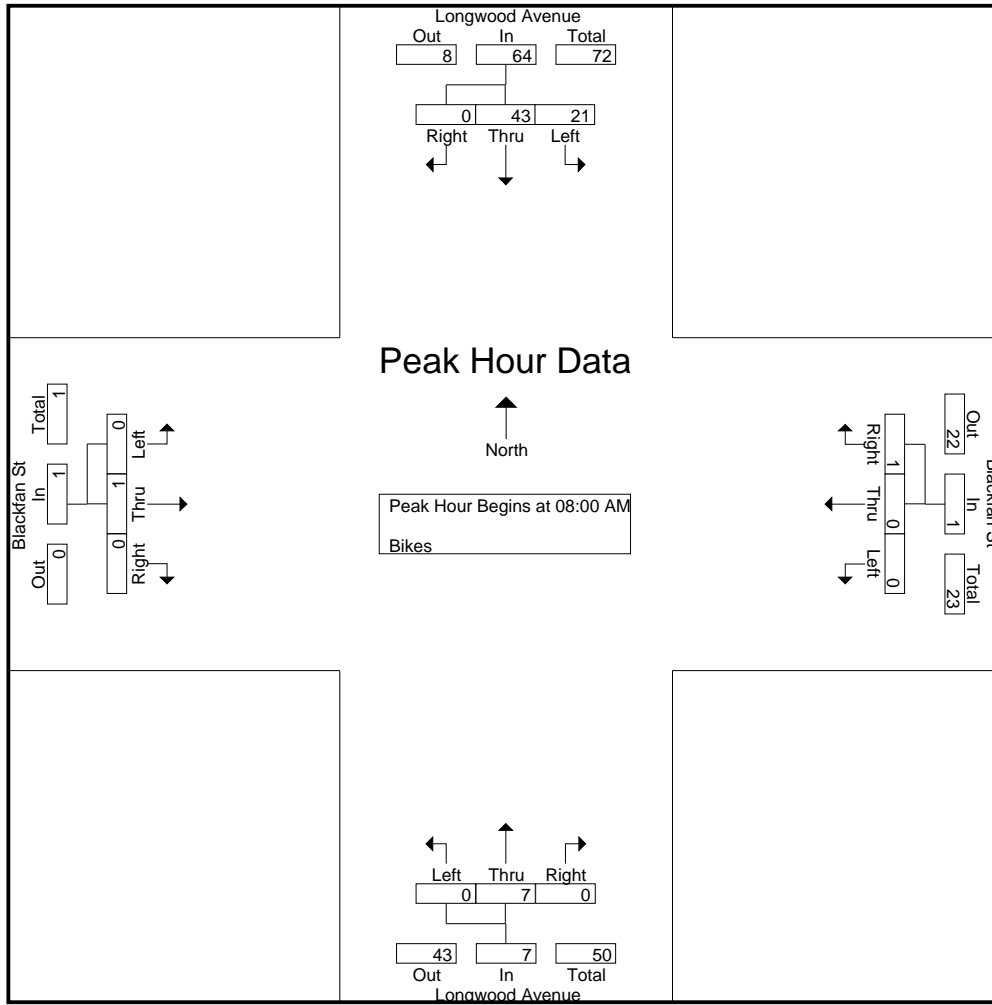 Longwood Avenue
Out In Total
8 64 72
0 43 21
Right Thru Left
Peak Hour Data
North
Peak Hour Begins at 08:00 AM
Bikes
Blackfan St
Out In Total
0 1 1
Right Thru Left
0 1 0
Blackfan St
Out In Total
22 1 23
Right Thru Left
1 0 0
Left Thru Right
0 7 0
43 7 50
Out In Total
Longwood Avenue